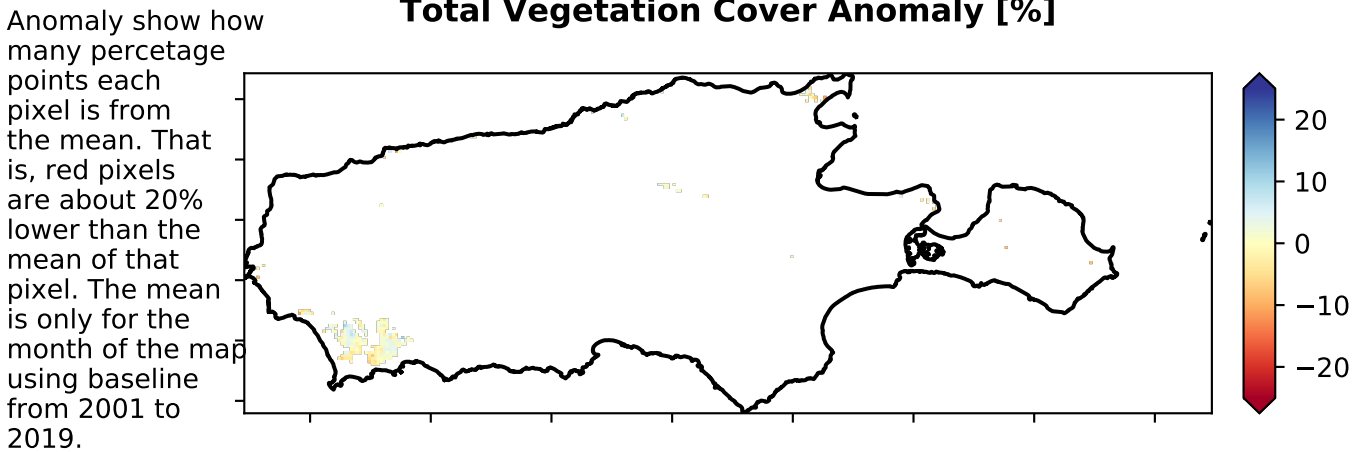 Total Vegetation Cover Anomaly [%]
Anomaly show how
many percetage
points each
pixel is from
the mean. That
is, red pixels
are about 20%
lower than the
mean of that
pixel. The mean
is only for the
month of the map
using baseline
from 2001 to
2019.
20
10
0
−10
−20